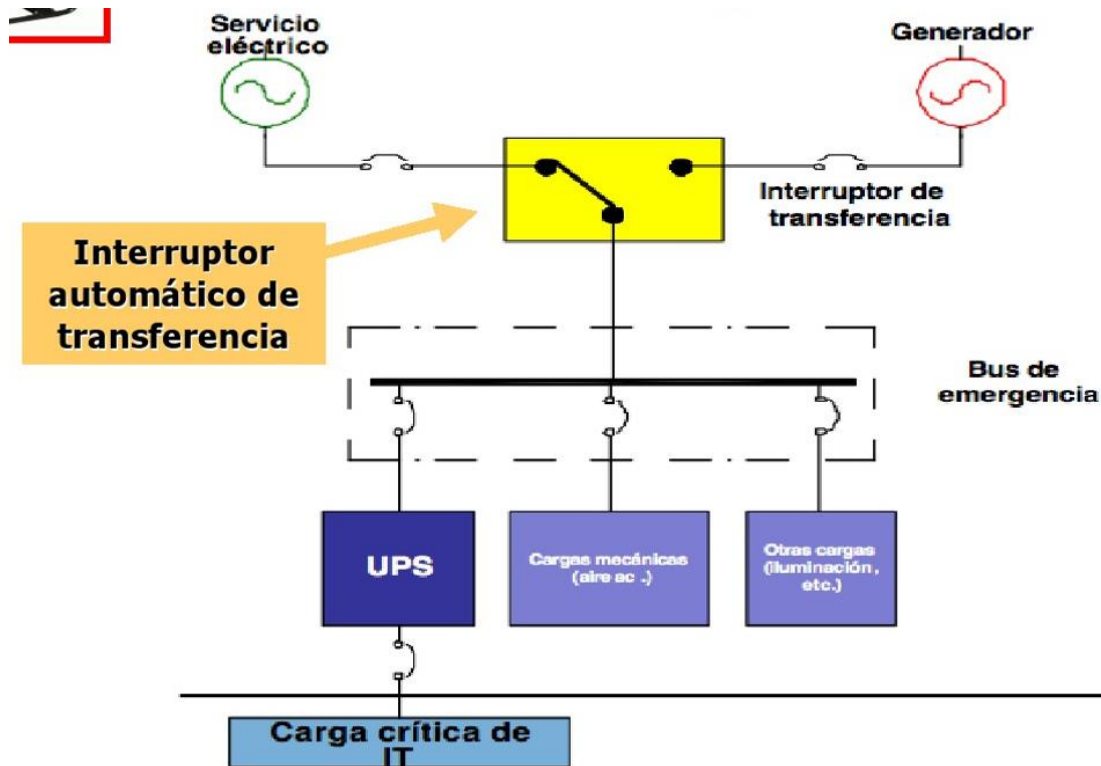 Servicio
eléctrico
Generador
Interruptor de
transferencia
Interruptor
automático de
transferencia
Bus de
emergencia
UPS
Cargas mecánicas
(aire ac .)
Otras cargas
(iluminación,
etc.)
Carga crítica de
IT